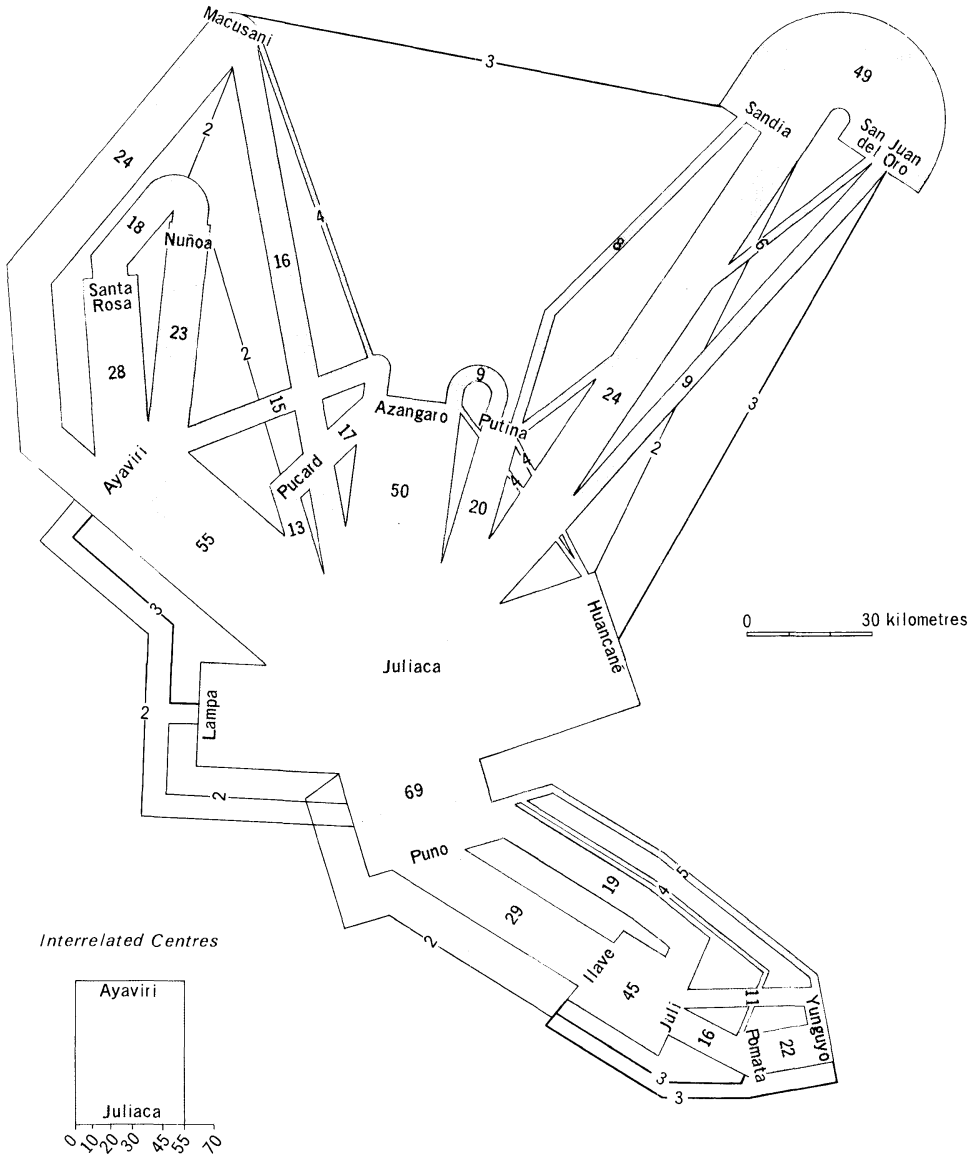 Macusani
3
49
Sandia
San Juan
del Oro
24
2
18
Nuñoa
4
8
6
16
Santa
Rosa
23
28
2
9
15
Azangaro
Putina
24
9
3
17
4
2
Ayaviri
Pucard
4
50
20
13
55
3
Huancané
0 30 kilometres
Juliaca
2
Lampa
2
69
Puno
5
19
4
29
2
Ilave
45
11
Yunguyo
Juli
16
Pomata
22
3
3
Interrelated Centres
Ayaviri
Juliaca
0 10 20 30 45 55 70